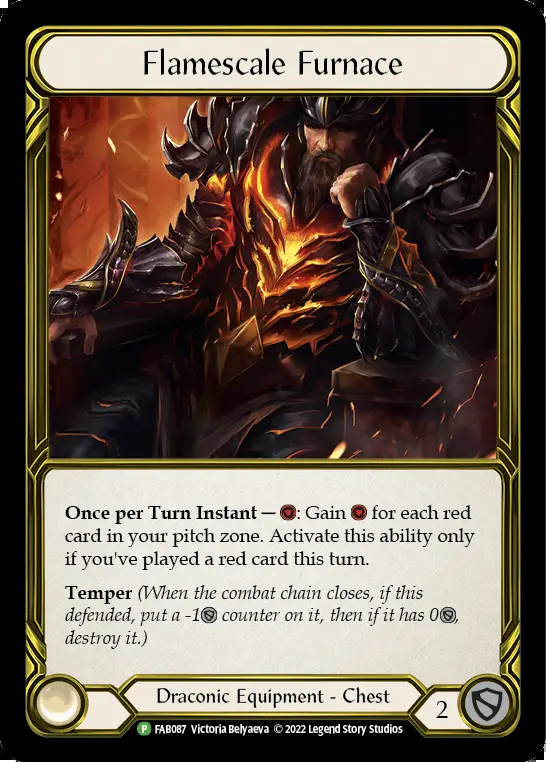 Flamescale Furnace
Once per Turn Instant — : Gain for each red
card in your pitch zone. Activate this ability only
if you've played a red card this turn.
Temper (When the combat chain closes, if this
defended, put a -1 counter on it, then if it has 0 ,
destroy it.)
Draconic Equipment - Chest
2
P FAB087 Victoria Belyaeva © 2022 Legend Story Studios